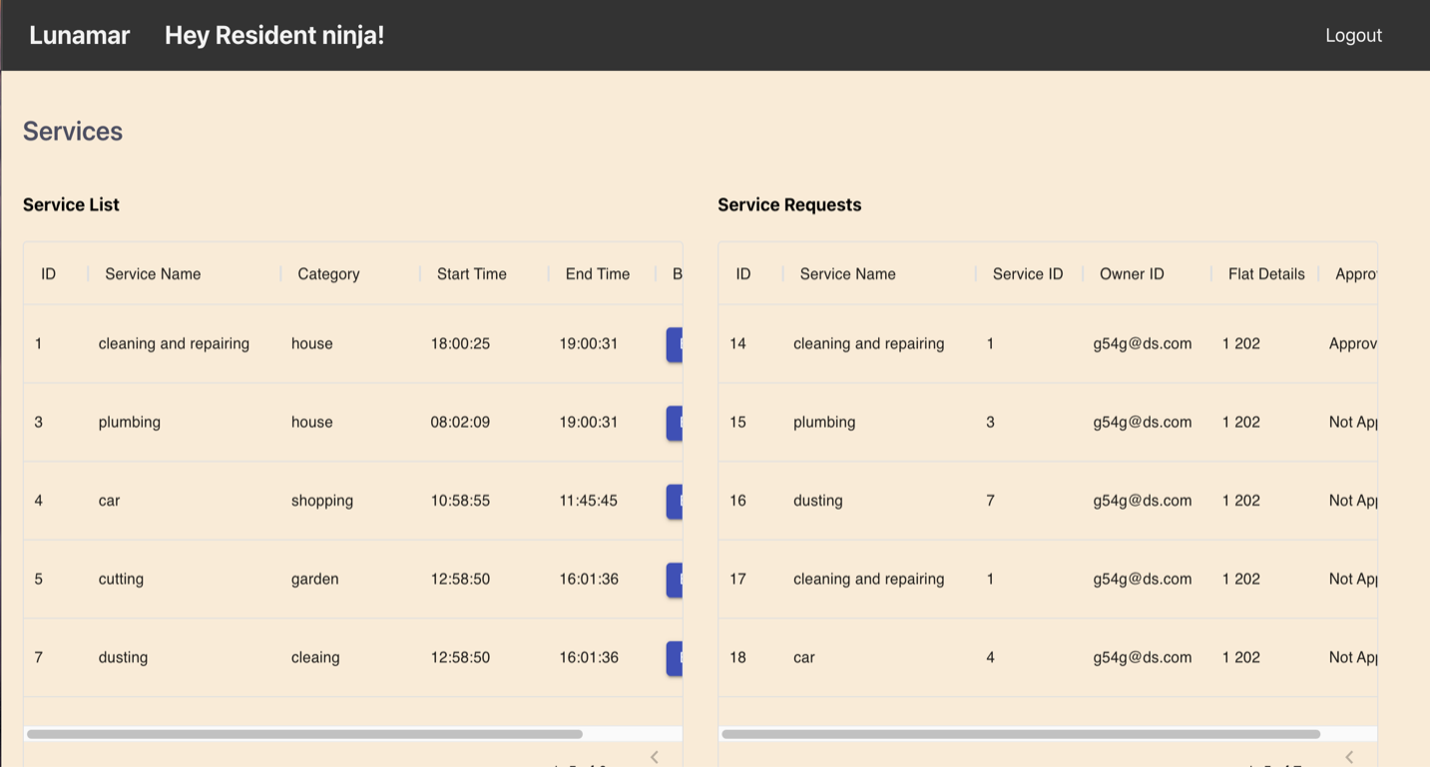 Lunamar Hey Resident ninja! Logout
Services
Service List
ID Service Name Category Start Time End Time B
1 cleaning and repairing house 18:00:25 19:00:31
3 plumbing house 08:02:09 19:00:31
4 car shopping 10:58:55 11:45:45
5 cutting garden 12:58:50 16:01:36
7 dusting cleaing 12:58:50 16:01:36
Service Requests
ID Service Name Service ID Owner ID Flat Details Appro
14 cleaning and repairing 1 g54g@ds.com 1 202 Approv
15 plumbing 3 g54g@ds.com 1 202 Not App
16 dusting 7 g54g@ds.com 1 202 Not App
17 cleaning and repairing 1 g54g@ds.com 1 202 Not App
18 car 4 g54g@ds.com 1 202 Not App